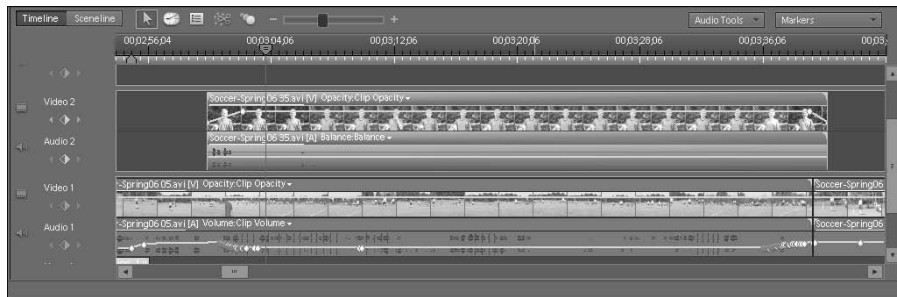 Timeline Sceneline
Audio Tools Markers
00;02;56;04 00;03;04;06 00;03;12;06 00;03;20;06 00;03;28;06 00;03;36;06 00;03;
Video 2
Soccer-Spring06 35.avi [V] Opacity:Clip Opacity
Audio 2
Soccer-Spring06 35.avi [A] Balance:Balance
Video 1
r-Spring06 05.avi [V] Opacity:Clip Opacity
Soccer-Spring06
Audio 1
r-Spring06 05.avi [A] Volume:Clip Volume
Soccer-Spring06